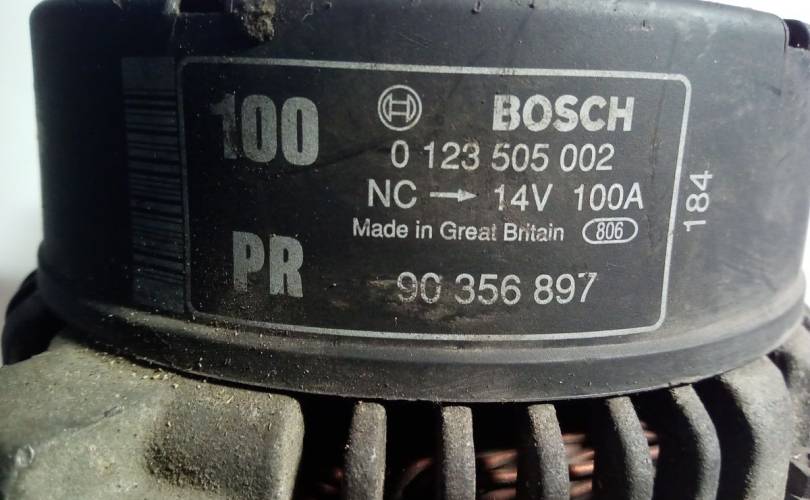 100
BOSCH
0 123 505 002
NC → 14V 100A
Made in Great Britain 806
PR
90 356 897
184